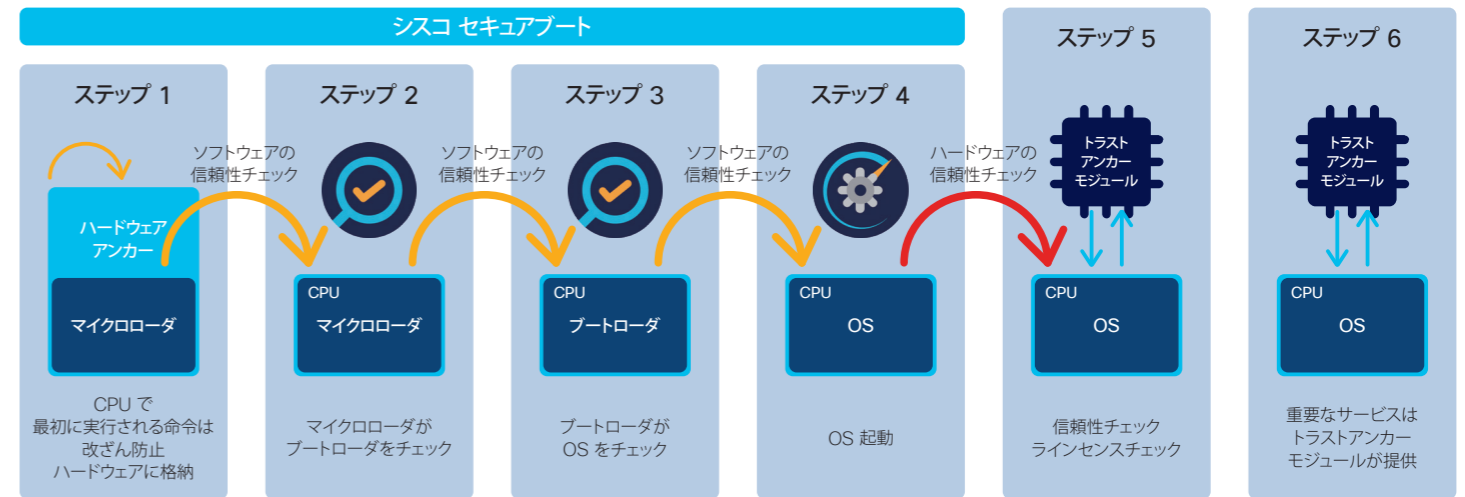 シスコ セキュアブート
ステップ 1
ステップ 2
ステップ 3
ステップ 4
ステップ 5
ステップ 6
ソフトウェアの
信頼性チェック
ソフトウェアの
信頼性チェック
ソフトウェアの
信頼性チェック
ハードウェアの
信頼性チェック
トラスト
アンカー
モジュール
トラスト
アンカー
モジュール
ハードウェア
アンカー
マイクロローダ
CPU
マイクロローダ
CPU
ブートローダ
CPU
OS
CPU
OS
CPU
OS
CPU で
最初に実行される命令は
改ざん防止
ハードウェアに格納
マイクロローダが
ブートローダをチェック
ブートローダが
OS をチェック
OS 起動
信頼性チェック
ラインセンスチェック
重要なサービスは
トラストアンカー
モジュールが提供